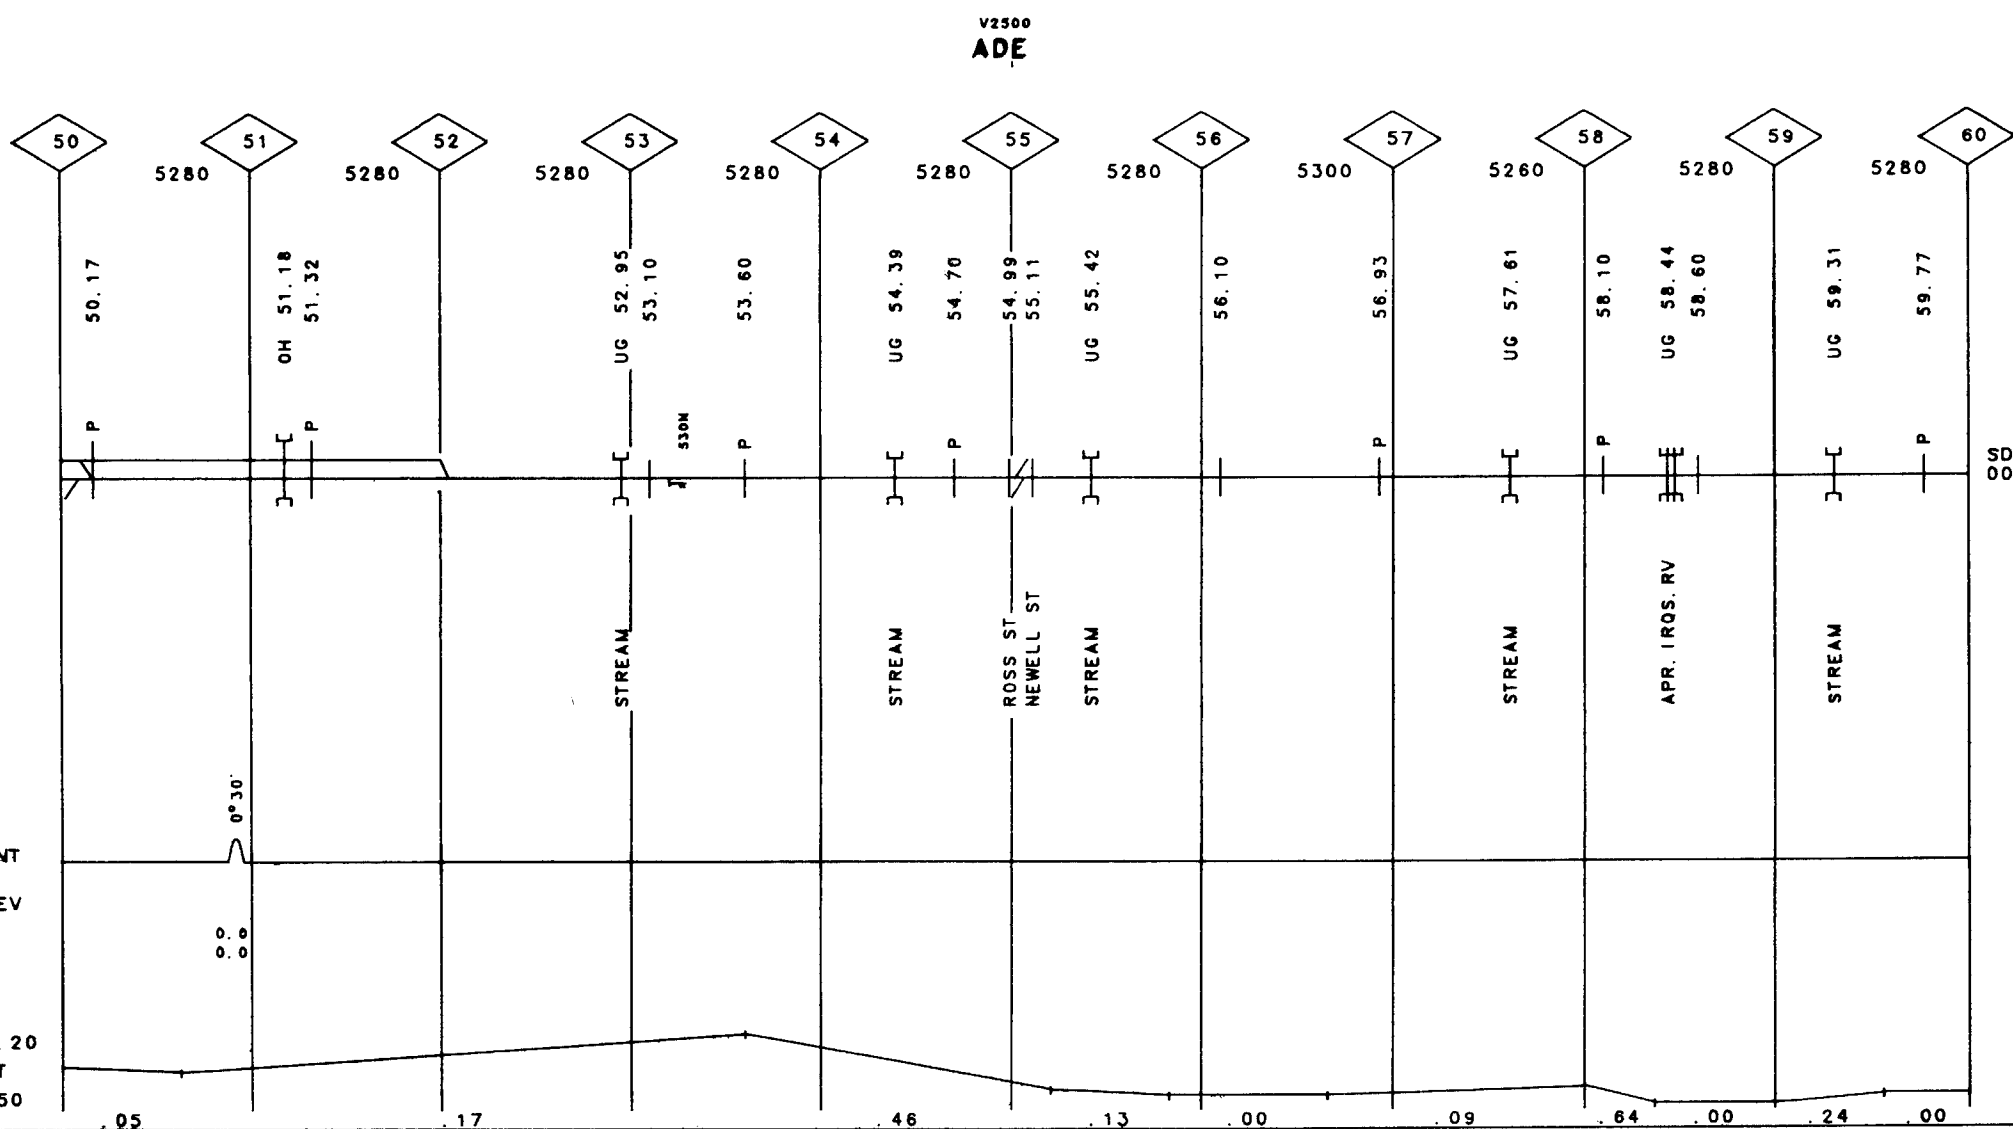 V2500
ADE
50 51 52 53 54 55 56 57 58 59 60
5280 5280 5280 5280 5280 5280 5300 5260 5280 5280
50.17
OH 51.18
51.32
UG 52.95
53.10
53.60
UG 54.39
54.70
54.99
55.11
UG 55.42
56.10
56.93
UG 57.61
58.10
UG 58.44
58.60
UG 59.31
59.77
P P 530N P P P P P
SD
00
STREAM
STREAM
ROSS ST
NEWELL ST
STREAM
STREAM
APR. IRQS. RV
STREAM
0°30'
NT
EV
0.0
0.0
20
T
50
.05 .17 .46 .13 .00 .09 .64 .00 .24 .00